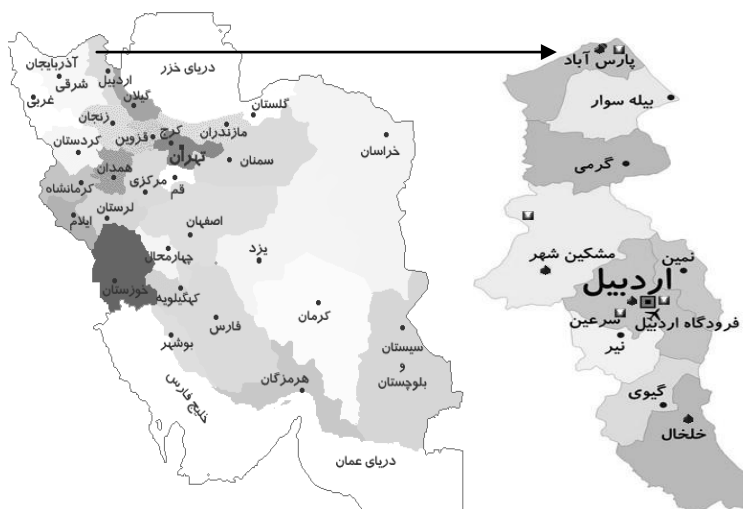 دریای خزر
آذربایجان
شرقی
غربی
اردبیل
گیلان
گلستان
زنجان
مازندران
قزوین
کرج
تهران
خراسان
کردستان
سمنان
همدان
قم
مرکزی
کرمانشاه
لرستان
ایلام
اصفهان
چهارمحال
یزد
خوزستان
کهگیلویه
فارس
کرمان
بوشهر
سیستان
و
بلوچستان
هرمزگان
خلیج فارس
دریای عمان
پارس آباد
بیله سوار
گرمی
مشکین شهر
نمین
اردبیل
سرعین
فرودگاه اردبیل
نیر
گیوی
خلخال